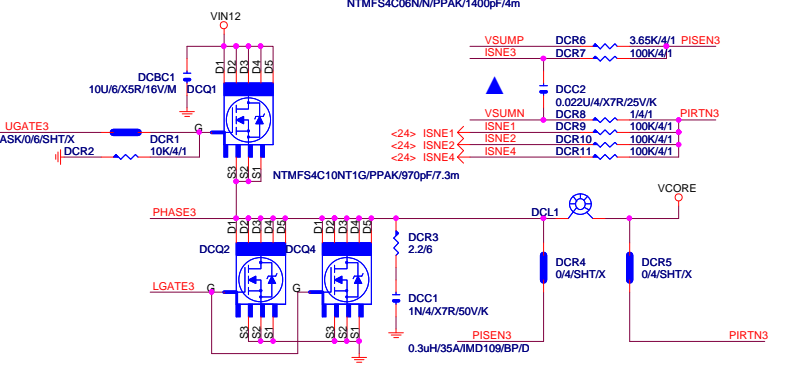 NTMFS4C06N/N/PPAK/1400pF/4m
VIN12
VSUMP DCR6 3.65K/4/1 PISEN3
ISNE3 DCR7 100K/4/1
D1 D2 D3 D4 D5
DCBC1 DCQ1
10U/6/X5R/16V/M
DCC2
0.022U/4/X7R/25V/K
VSUMN DCR8 1/4/1 PIRTN3
UGATE3 G
<24> ISNE1 ISNE1 DCR9 100K/4/1
ASK/0/6/SHT/X DCR1
<24> ISNE2 ISNE2 DCR10 100K/4/1
DCR2 10K/4/1
<24> ISNE4 ISNE4 DCR11 100K/4/1
S3 S2 S1
NTMFS4C10NT1G/PPAK/970pF/7.3m
VCORE
PHASE3 DCL1
D1 D2 D3 D4 D5 D1 D2 D3 D4 D5
DCQ2 DCQ4 DCR3
2.2/6
DCR4 DCR5
0/4/SHT/X 0/4/SHT/X
LGATE3 G G
DCC1
1N/4/X7R/50V/K
S3 S2 S1 S3 S2 S1
PISEN3 PIRTN3
0.3uH/35A/IMD109/BP/D